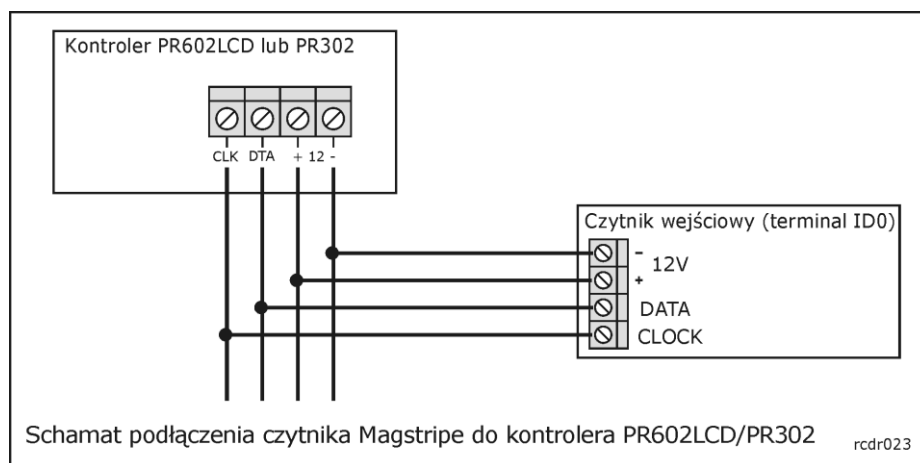 Kontroler PR602LCD lub PR302
CLK DTA + 12 -
Czytnik wejściowy (terminal ID0)
-
12V
+
DATA
CLOCK
Schamat podłączenia czytnika Magstripe do kontrolera PR602LCD/PR302
rcdr023